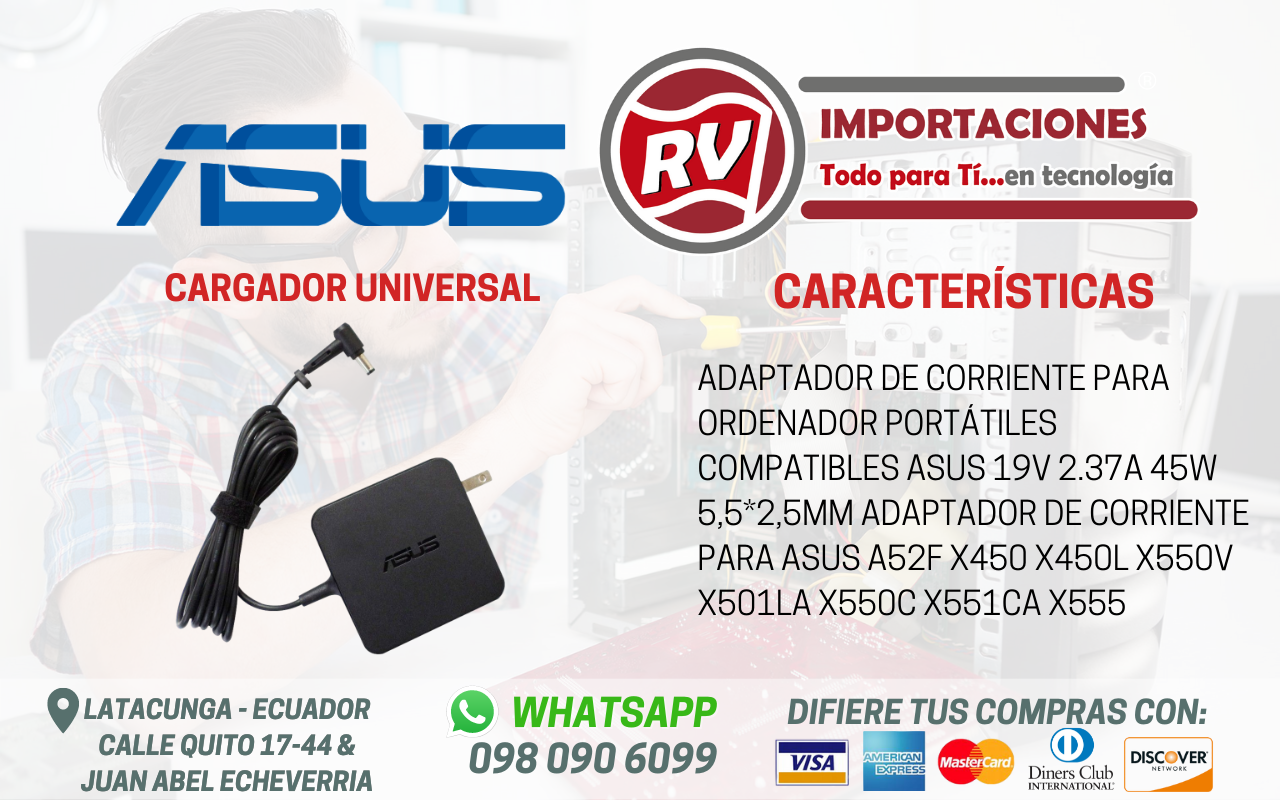 ASUS
RV
IMPORTACIONES
Todo para Tí...en tecnología
CARGADOR UNIVERSAL
ASUS
CARACTERÍSTICAS
ADAPTADOR DE CORRIENTE PARA
ORDENADOR PORTÁTILES
COMPATIBLES ASUS 19V 2.37A 45W
5,5*2,5MM ADAPTADOR DE CORRIENTE
PARA ASUS A52F X450 X450L X550V
X501LA X550C X551CA X555
LATACUNGA - ECUADOR
CALLE QUITO 17-44 &
JUAN ABEL ECHEVERRIA
WHATSAPP
098 090 6099
DIFIERE TUS COMPRAS CON:
VISA
AMERICAN
EXPRESS
MasterCard
Diners Club
INTERNATIONAL
DISCOVER
NETWORK